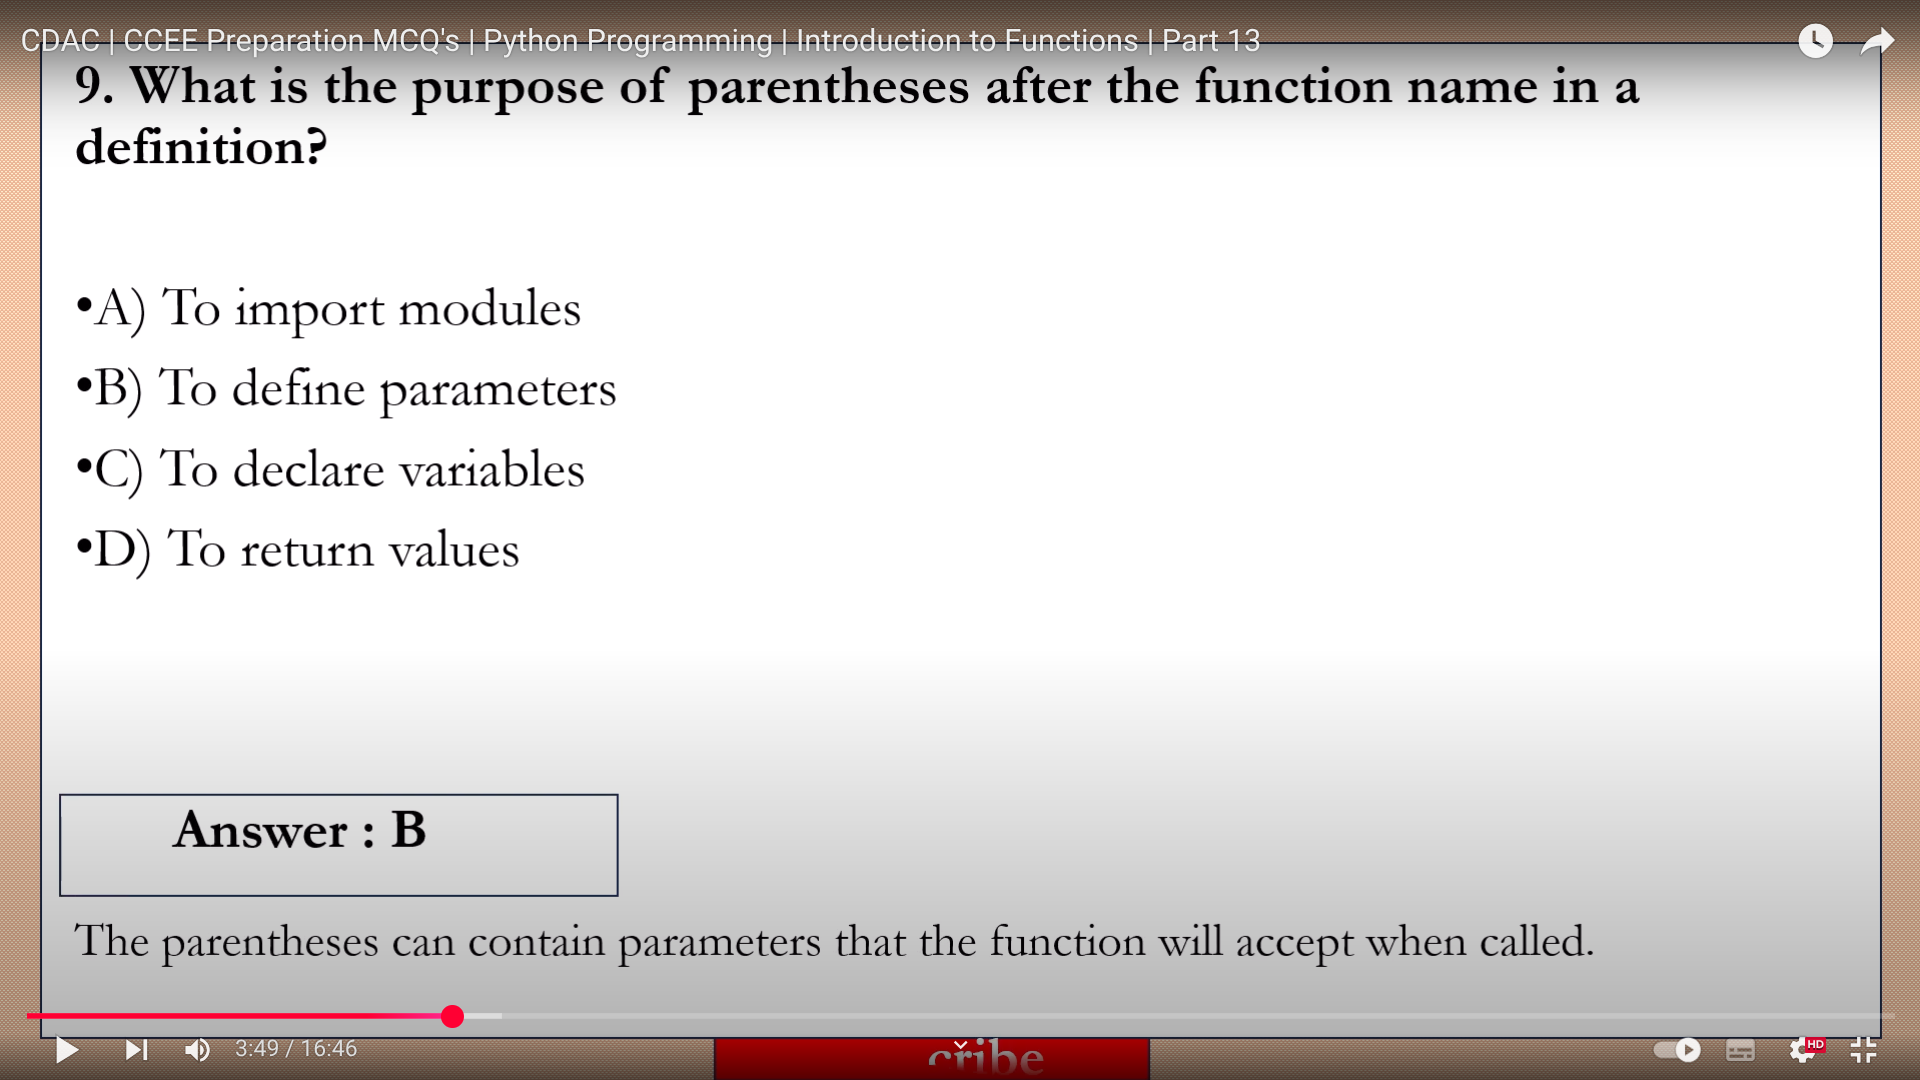 CDAC | CCEE Preparation MCQ's | Python Programming | Introduction to Functions | Part 13
9. What is the purpose of parentheses after the function name in a
definition?
•A) To import modules
•B) To define parameters
•C) To declare variables
•D) To return values
Answer : B
The parentheses can contain parameters that the function will accept when called.
3:49 / 16:46
cribe
HD